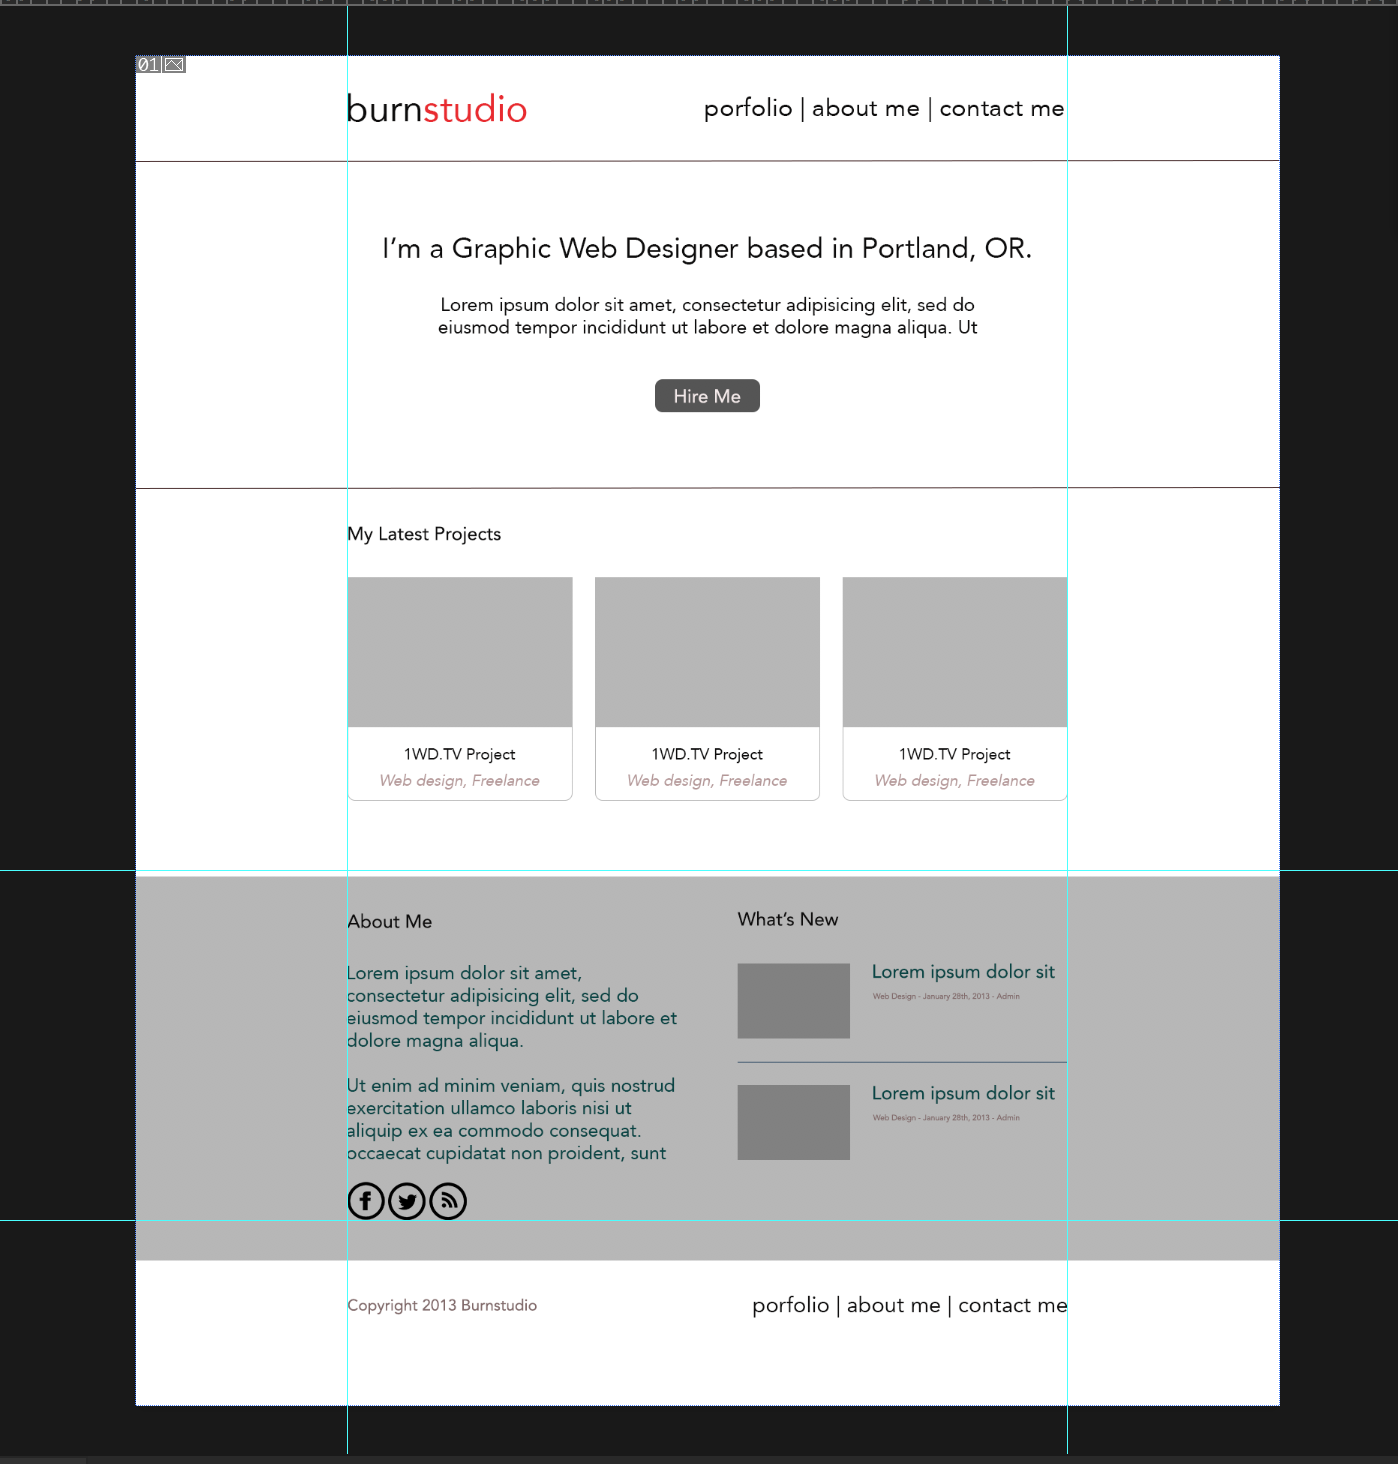 01
burnstudio
porfolio | about me | contact me
I'm a Graphic Web Designer based in Portland, OR.
Lorem ipsum dolor sit amet, consectetur adipisicing elit, sed do
eiusmod tempor incididunt ut labore et dolore magna aliqua. Ut
Hire Me
My Latest Projects
1WD.TV Project
Web design, Freelance
1WD.TV Project
Web design, Freelance
1WD.TV Project
Web design, Freelance
About Me
Lorem ipsum dolor sit amet,
consectetur adipisicing elit, sed do
eiusmod tempor incididunt ut labore et
dolore magna aliqua.
Ut enim ad minim veniam, quis nostrud
exercitation ullamco laboris nisi ut
aliquip ex ea commodo consequat.
occaecat cupidatat non proident, sunt
What's New
Lorem ipsum dolor sit
Web Design - January 28th, 2013 - Admin
Lorem ipsum dolor sit
Web Design - January 28th, 2013 - Admin
Copyright 2013 Burnstudio
porfolio | about me | contact me